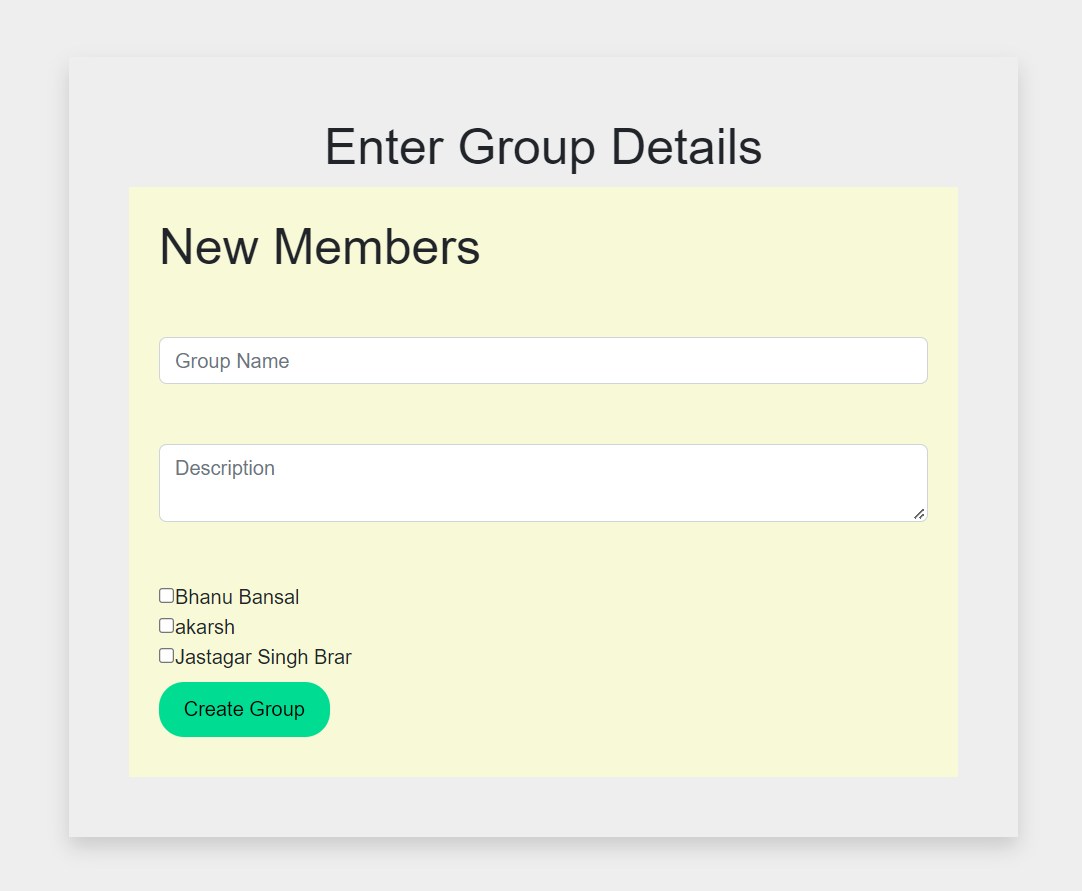 Enter Group Details
New Members
Group Name
Description
Bhanu Bansal
akarsh
Jastagar Singh Brar
Create Group